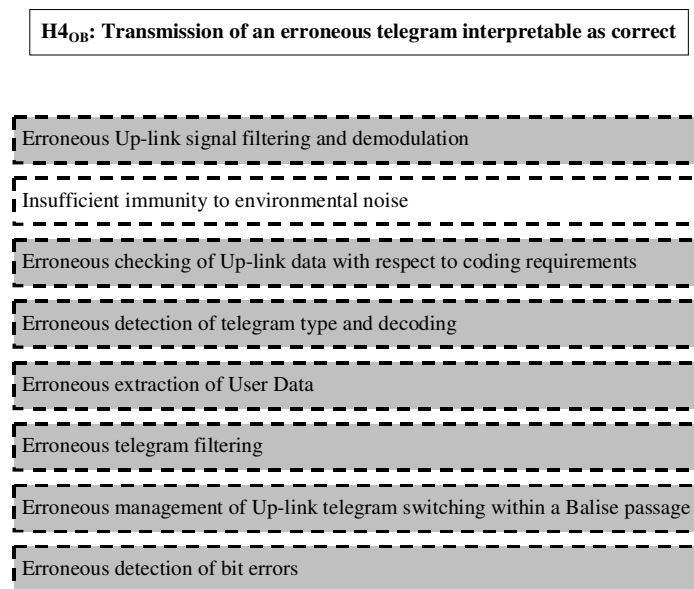 H4OB: Transmission of an erroneous telegram interpretable as correct
Erroneous Up-link signal filtering and demodulation
Insufficient immunity to environmental noise
Erroneous checking of Up-link data with respect to coding requirements
Erroneous detection of telegram type and decoding
Erroneous extraction of User Data
Erroneous telegram filtering
Erroneous management of Up-link telegram switching within a Balise passage
Erroneous detection of bit errors